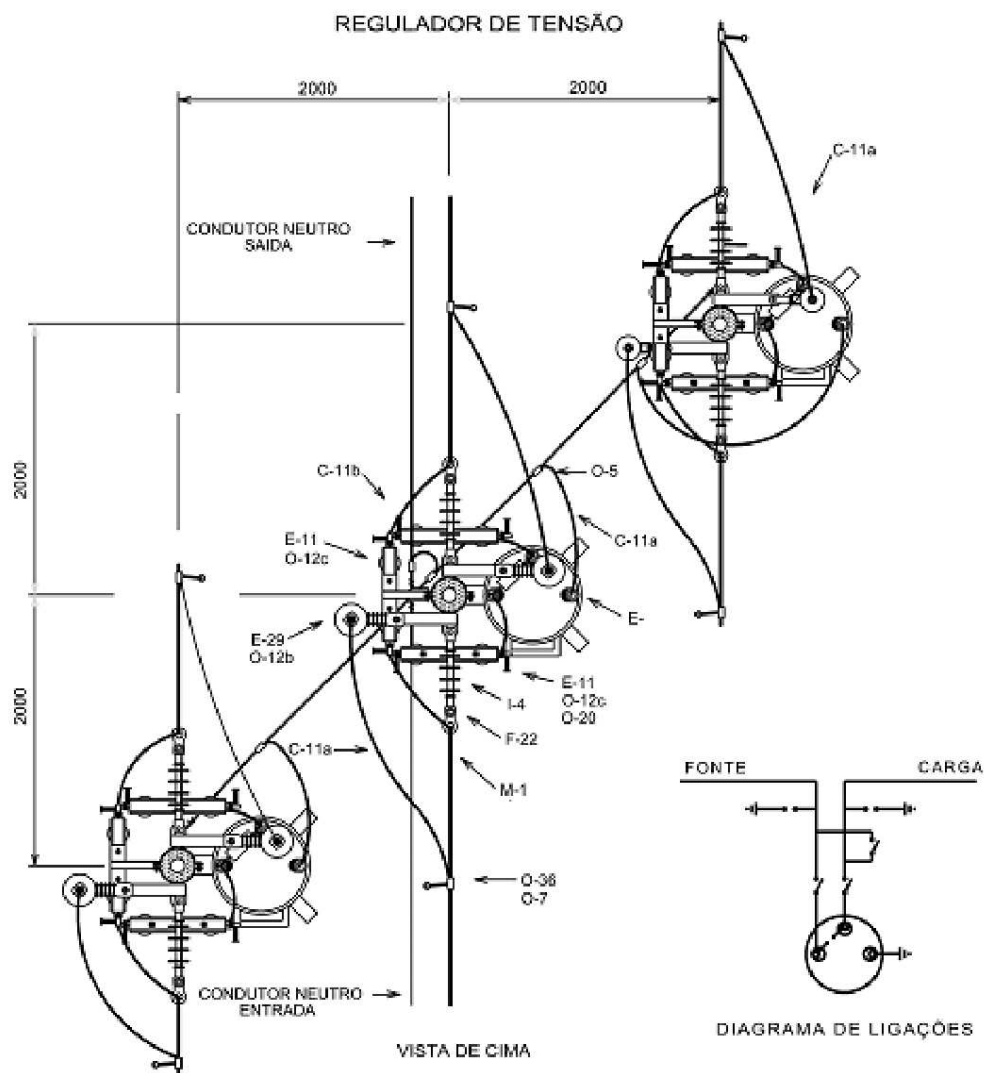 REGULADOR DE TENSÃO
2000
2000
C-11a
CONDUTOR NEUTRO
SAIDA
2000
C-11b
O-5
E-11
O-12c
C-11a
E-29
O-12b
E-
E-11
O-12c
O-20
I-4
F-22
2000
C-11a
M-1
FONTE
CARGA
O-36
O-7
CONDUTOR NEUTRO
ENTRADA
VISTA DE CIMA
DIAGRAMA DE LIGAÇÕES